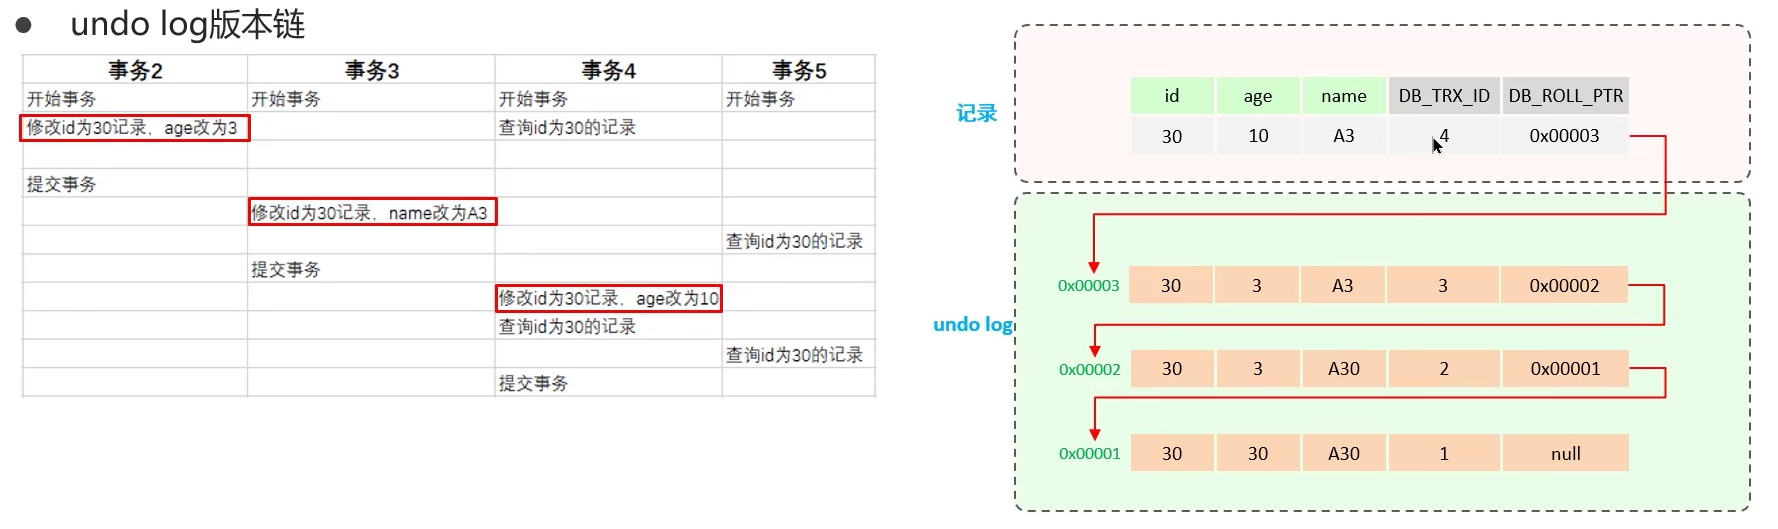 ● undo log版本链
事务2 事务3 事务4 事务5
开始事务 开始事务 开始事务 开始事务
修改id为30记录，age改为3 查询id为30的记录
提交事务
修改id为30记录，name改为A3
查询id为30的记录
提交事务
修改id为30记录，age改为10
查询id为30的记录
查询id为30的记录
提交事务
记录
id age name DB_TRX_ID DB_ROLL_PTR
30 10 A3 4 0x00003
undo log
0x00003 30 3 A3 3 0x00002
0x00002 30 3 A30 2 0x00001
0x00001 30 30 A30 1 null